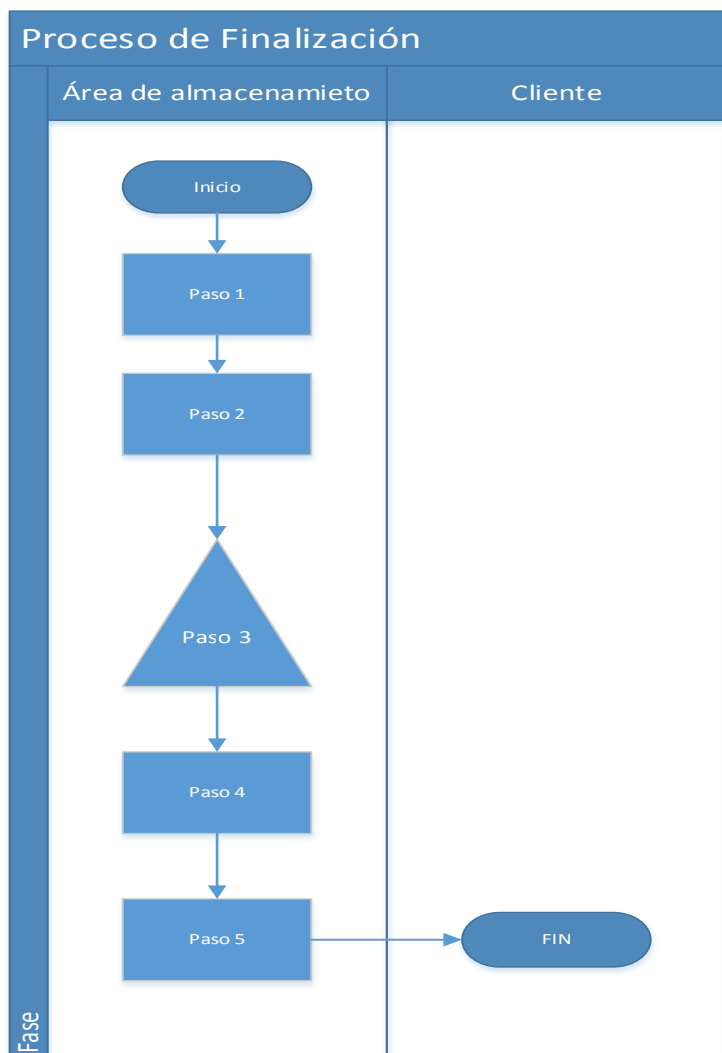 Proceso de Finalización
Área de almacenamieto
Cliente
Inicio
Paso 1
Paso 2
Paso 3
Paso 4
Paso 5
FIN
Fase